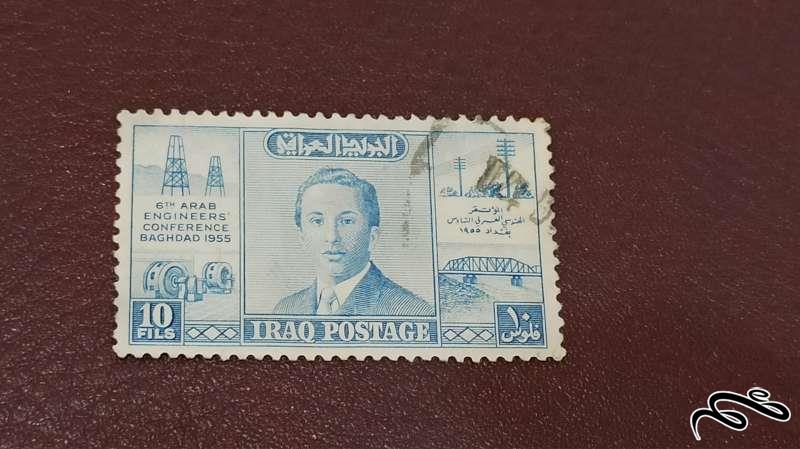 البريد العراقي
6TH ARAB
ENGINEERS'
CONFERENCE
BAGHDAD 1955
المؤتمر
الهندسي العربي السادس
بغداد ١٩٥٥
10
FILS
IRAQ POSTAGE
١٠
فلوس